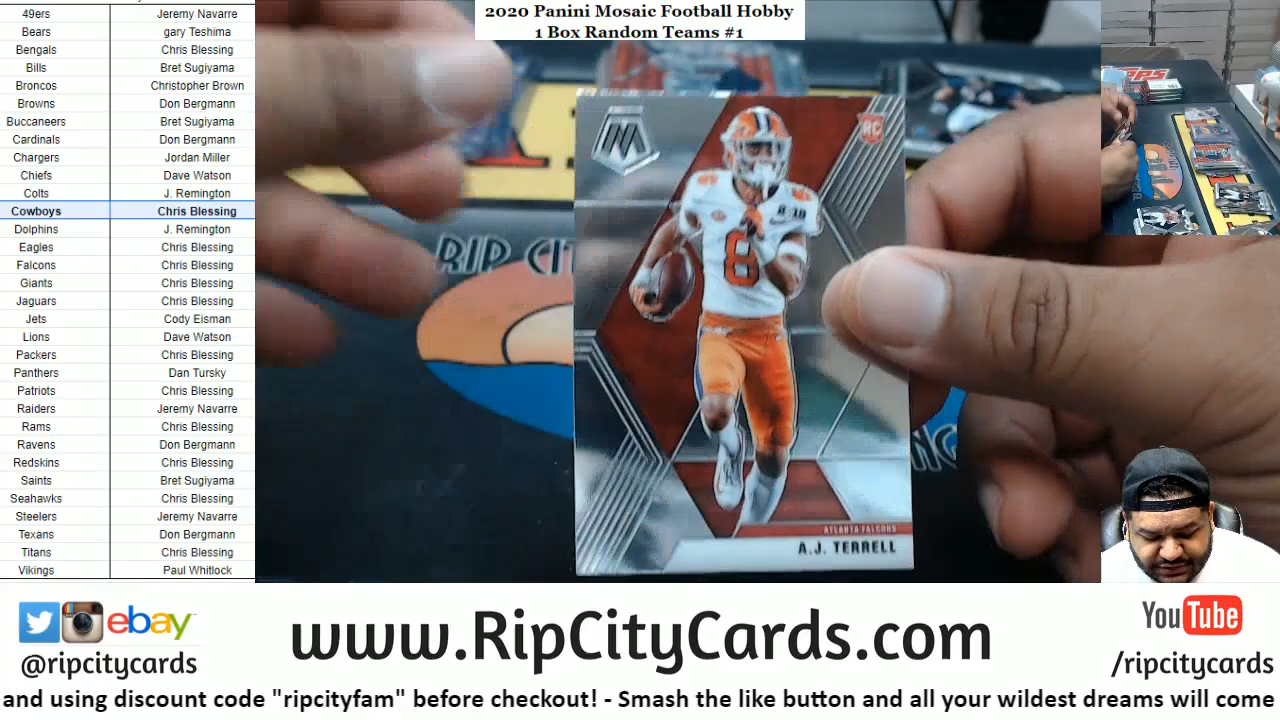 2020 Panini Mosaic Football Hobby
1 Box Random Teams #1
49ers Jeremy Navarre
Bears gary Teshima
Bengals Chris Blessing
Bills Bret Sugiyama
Broncos Christopher Brown
Browns Don Bergmann
Buccaneers Bret Sugiyama
Cardinals Don Bergmann
Chargers Jordan Miller
Chiefs Dave Watson
Colts J. Remington
Cowboys Chris Blessing
Dolphins J. Remington
Eagles Chris Blessing
Falcons Chris Blessing
Giants Chris Blessing
Jaguars Chris Blessing
Jets Cody Eisman
Lions Dave Watson
Packers Chris Blessing
Panthers Dan Tursky
Patriots Chris Blessing
Raiders Jeremy Navarre
Rams Chris Blessing
Ravens Don Bergmann
Redskins Chris Blessing
Saints Bret Sugiyama
Seahawks Chris Blessing
Steelers Jeremy Navarre
Texans Don Bergmann
Titans Chris Blessing
Vikings Paul Whitlock
RIP CIT
M
RC
8
ATLANTA FALCONS
A.J. TERRELL
ebay
@ripcitycards
www.RipCityCards.com
YouTube
/ripcitycards
and using discount code "ripcityfam" before checkout! - Smash the like button and all your wildest dreams will come